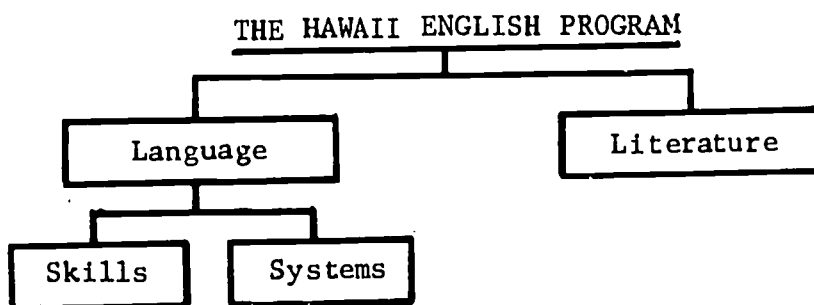 THE HAWAII ENGLISH PROGRAM
Language
Literature
Skills
Systems